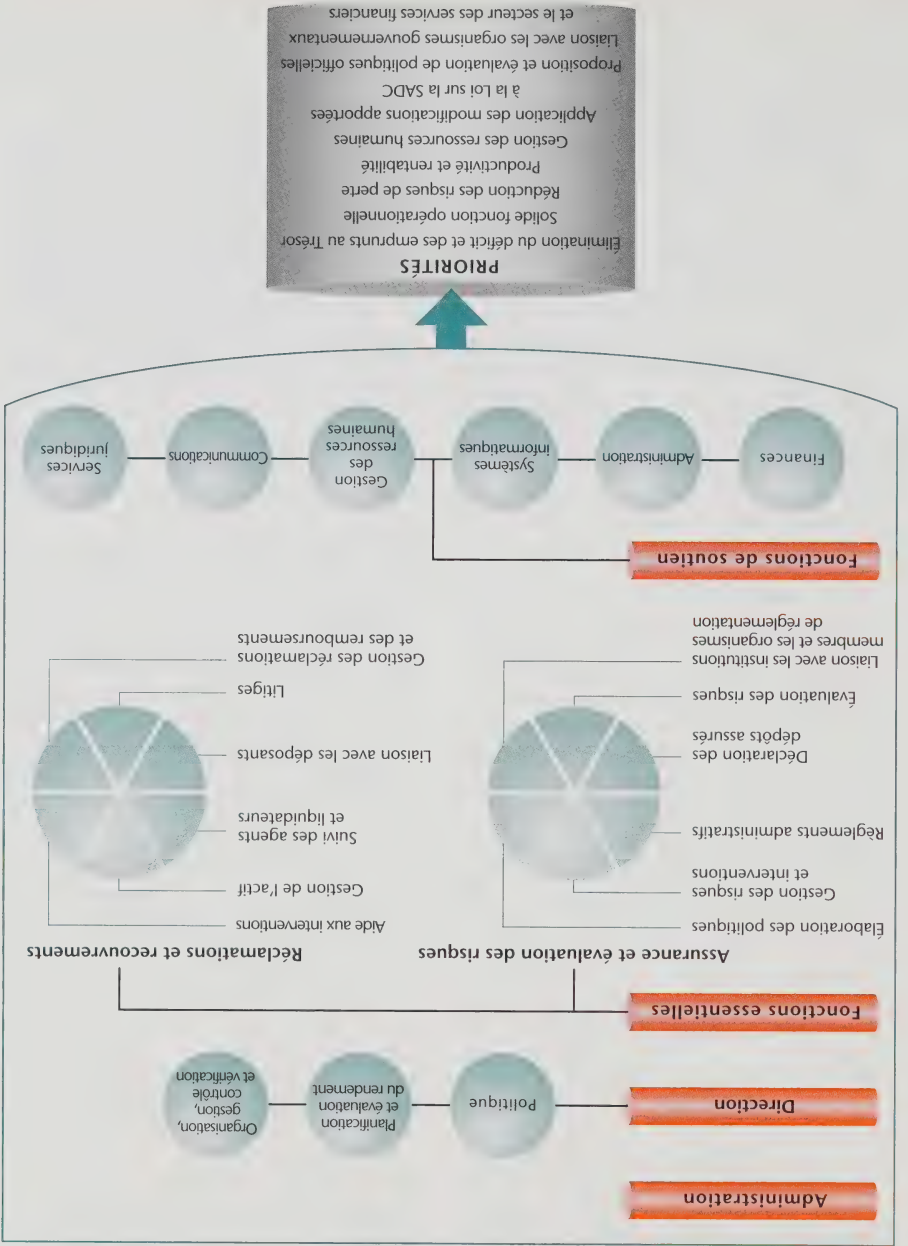 Administration
Direction
Politique
Planification
et évaluation
du rendement
Organisation,
gestion,
contrôle
et vérification
Fonctions essentielles
Assurance et évaluation des risques
Élaboration des politiques
Gestion des risques
et interventions
Règlements administratifs
Déclaration des
dépôts assurés
Évaluation des risques
Liaison avec les institutions
membres et les organismes
de réglementation
Réclamations et recouvrements
Aide aux interventions
Gestion de l'actif
Suivi des agents
et liquidateurs
Liaison avec les déposants
Litiges
Gestion des réclamations
et des remboursements
Fonctions de soutien
Finances
Administration
Systèmes
informatiques
Gestion
des
ressources
humaines
Communications
Services
juridiques
PRIORITÉS
Élimination du déficit et des emprunts au Trésor
Solide fonction opérationnelle
Réduction des risques de perte
Productivité et rentabilité
Gestion des ressources humaines
Application des modifications apportées
à la Loi sur la SADC
Proposition et évaluation de politiques officielles
Liaison avec les organismes gouvernementaux
et le secteur des services financiers